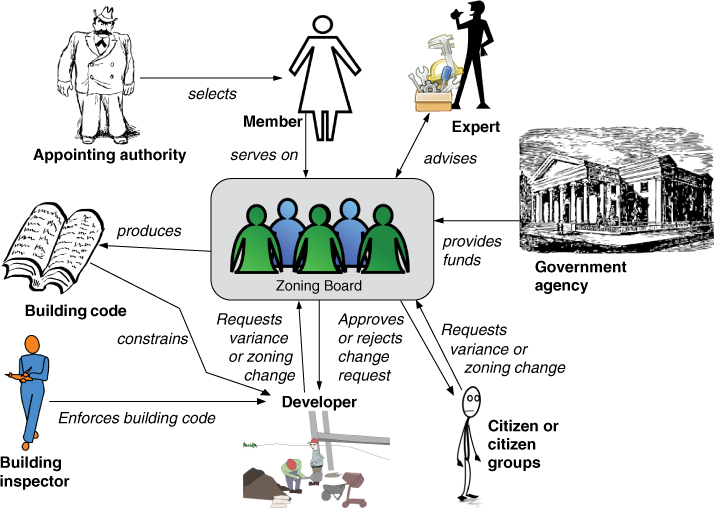 selects
Member
Expert
Appointing authority
serves on
advises
produces
provides
funds
Government
agency
Zoning Board
Building code
constrains
Requests
variance
or zoning
change
Approves
or rejects
change
request
Requests
variance or
zoning change
Enforces building code
Developer
Citizen or
citizen
groups
Building
inspector